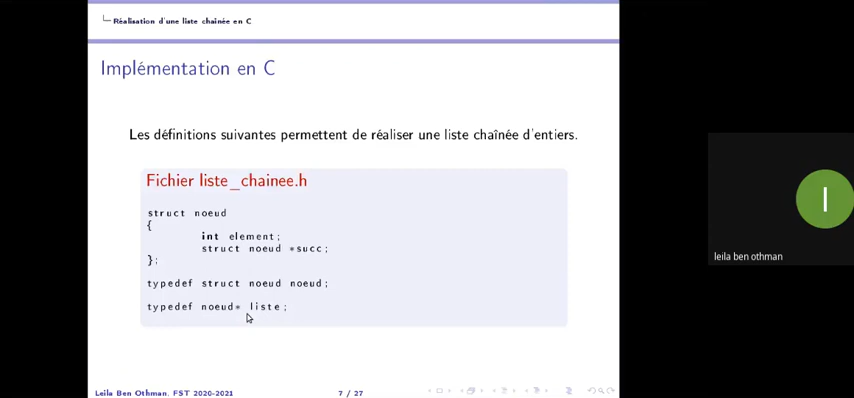 Réalisation d'une liste chaînée en C
Implémentation en C
Les définitions suivantes permettent de réaliser une liste chaînée d'entiers.
Fichier liste_chainee.h
struct noeud
{
int element;
struct noeud *succ;
};
typedef struct noeud noeud;
typedef noeud* liste;
l
leila ben othman
Leila Ben Othman, FST 2020-2021
7 / 27